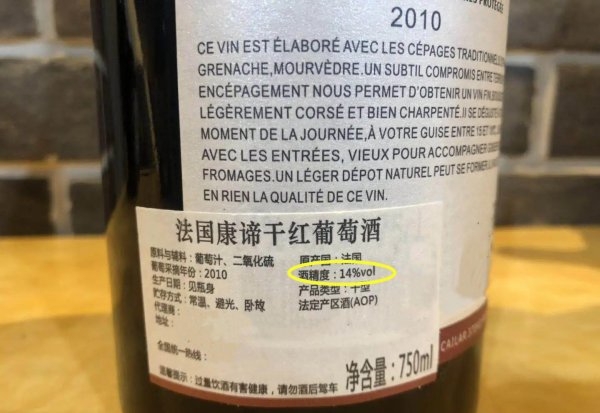 PROTÉGÉS
2010
CE VIN EST ÉLABORÉ AVEC LES CÉPAGES TRADITIONNEL
GRENACHE,MOURVÈDRE.UN SUBTIL COMPROMIS ENTRE
ENCÉPAGEMENT NOUS PERMET D'OBTENIR UN VIN FIN,
LÉGÈREMENT CORSÉ ET BIEN CHARPENTÉ.Il SE DÉGUSTE
MOMENT DE LA JOURNÉE,À VOTRE GUISE ENTRE 15 ET
AVEC LES ENTRÉES, VIEUX POUR ACCOMPAGNER
FROMAGES.UN LÉGER DÉPOT NATUREL PEUT SE FORMER
EN RIEN LA QUALITÉ DE CE VIN.
法国康谛干红葡萄酒
原料与辅料：葡萄汁、二氧化硫 原产国：法国
葡萄采摘年份：2010 酒精度：14%vol
生产日期：见瓶身 产品类型：干型
贮存方式：常温、避光、卧放 法定产区酒(AOP)
代理商：
地址：
全国统一热线：
净含量：750ml
温馨提示：过量饮酒有害健康，请勿酒后驾车
CAILAR